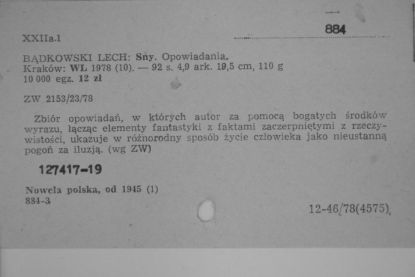 884
XXIIa.1
BĄDKOWSKI LECH: Sny. Opowiadania.
Kraków: WL 1978 (10). — 92 s. 4,9 ark. 19,5 cm, 110 g
10 000 egz. 12 zł
ZW 2153/23/78
Zbiór opowiadań, w których autor za pomocą bogatych środków
wyrazu, łącząc elementy fantastyki z faktami zaczerpniętymi z rzeczy-
wistości, ukazuje w różnorodny sposób życie człowieka jako nieustanną
pogoń za iluzją. (wg ZW)
127417-19
Nowela polska, od 1945 (1)
884-3
12-46/78(4575)